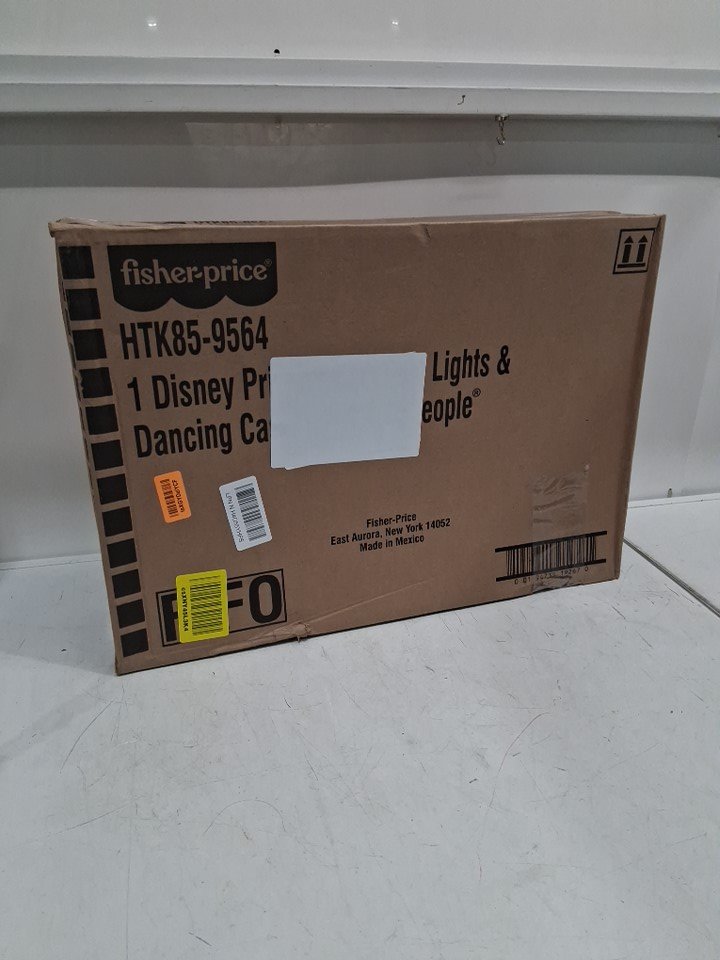 fisher-price®
HTK85-9564
1 Disney Pri Lights &
Dancing Ca eople®
Fisher-Price
East Aurora, New York 14052
Made in Mexico
FO